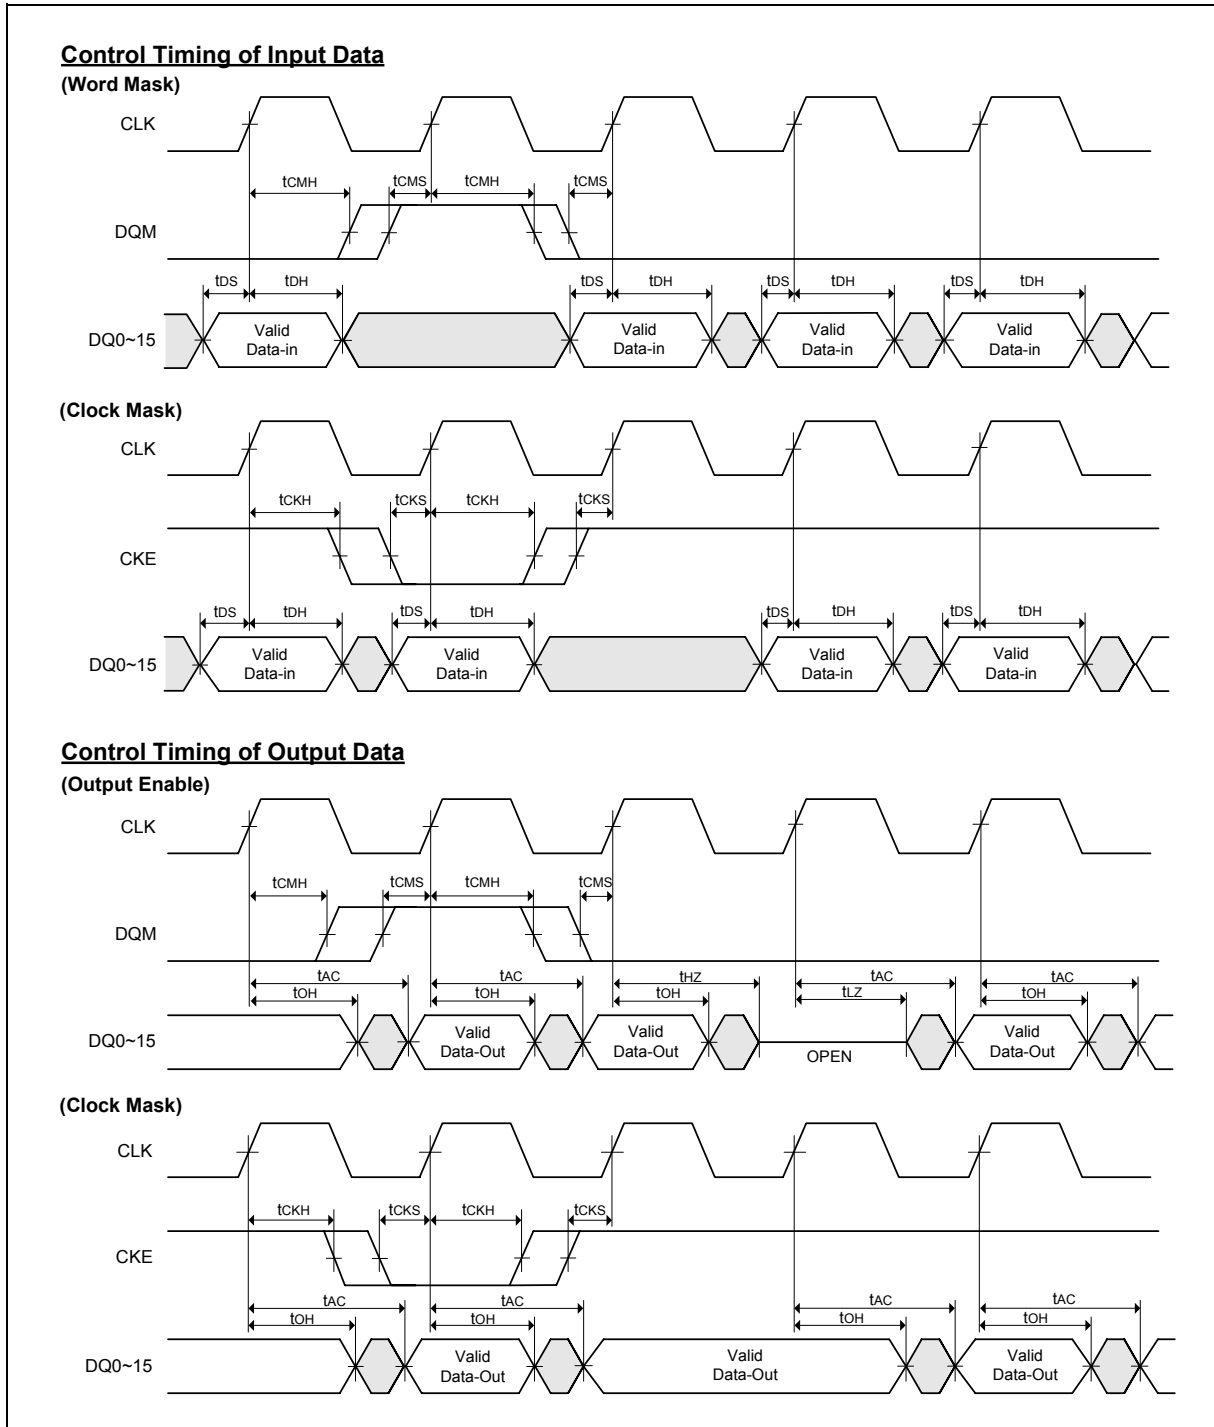 Control Timing of Input Data
(Word Mask)
CLK
tCMH tCMS tCMH tCMS
DQM
tDS tDH tDS tDH tDS tDH tDS tDH
DQ0~15
Valid Data-in
Valid Data-in
Valid Data-in
Valid Data-in
(Clock Mask)
CLK
tCKH tCKS tCKH tCKS
CKE
tDS tDH tDS tDH tDS tDH tDS tDH
DQ0~15
Valid Data-in
Valid Data-in
Valid Data-in
Valid Data-in
Control Timing of Output Data
(Output Enable)
CLK
tCMH tCMS tCMH tCMS
DQM
tAC tAC tHZ tAC tAC
tOH tOH tOH tLZ tOH
DQ0~15
Valid Data-Out
Valid Data-Out
OPEN
Valid Data-Out
(Clock Mask)
CLK
tCKH tCKS tCKH tCKS
CKE
tAC tAC tAC tAC
tOH tOH tOH tOH
DQ0~15
Valid Data-Out
Valid Data-Out
Valid Data-Out